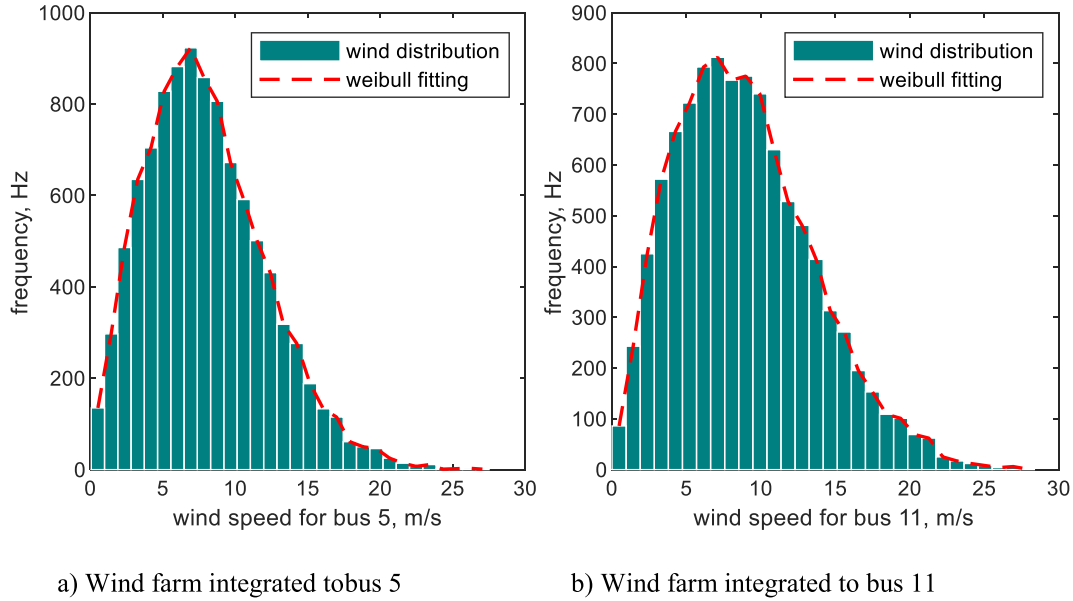 1000
800
600
400
200
0
frequency, Hz
wind distribution
weibull fitting
0 5 10 15 20 25 30
wind speed for bus 5, m/s
a) Wind farm integrated tobus 5
900
800
700
600
500
400
300
200
100
0
frequency, Hz
wind distribution
weibull fitting
0 5 10 15 20 25 30
wind speed for bus 11, m/s
b) Wind farm integrated to bus 11